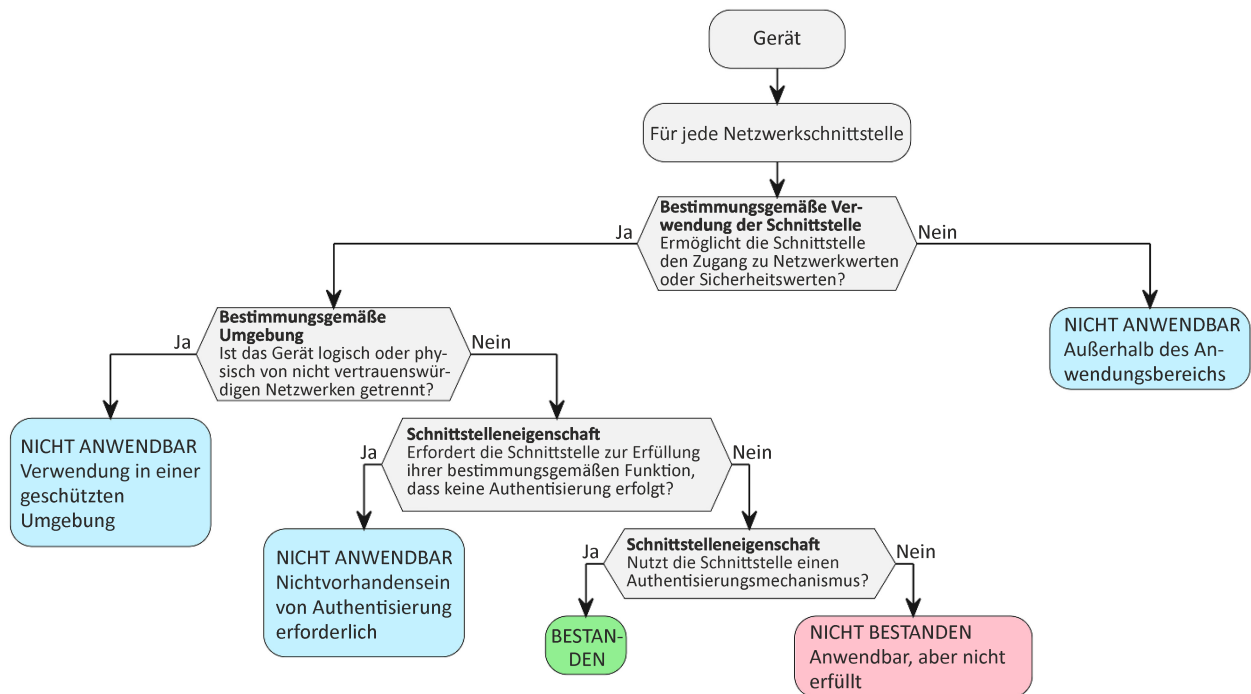 Gerät
Für jede Netzwerkschnittstelle
Bestimmungsgemäße Ver-
wendung der Schnittstelle
Ermöglicht die Schnittstelle
den Zugang zu Netzwerkwerten
oder Sicherheitswerten?
Ja
Nein
Bestimmungsgemäße
Umgebung
Ist das Gerät logisch oder phy-
sisch von nicht vertrauenswür-
digen Netzwerken getrennt?
Ja
Nein
NICHT ANWENDBAR
Außerhalb des An-
wendungsbereichs
NICHT ANWENDBAR
Verwendung in einer
geschützten
Umgebung
Schnittstelleneigenschaft
Erfordert die Schnittstelle zur Erfüllung
ihrer bestimmungsgemäßen Funktion,
dass keine Authentisierung erfolgt?
Ja
Nein
NICHT ANWENDBAR
Nichtvorhandensein
von Authentisierung
erforderlich
Schnittstelleneigenschaft
Nutzt die Schnittstelle einen
Authentisierungsmechanismus?
Ja
Nein
BESTAN-
DEN
NICHT BESTANDEN
Anwendbar, aber nicht
erfüllt